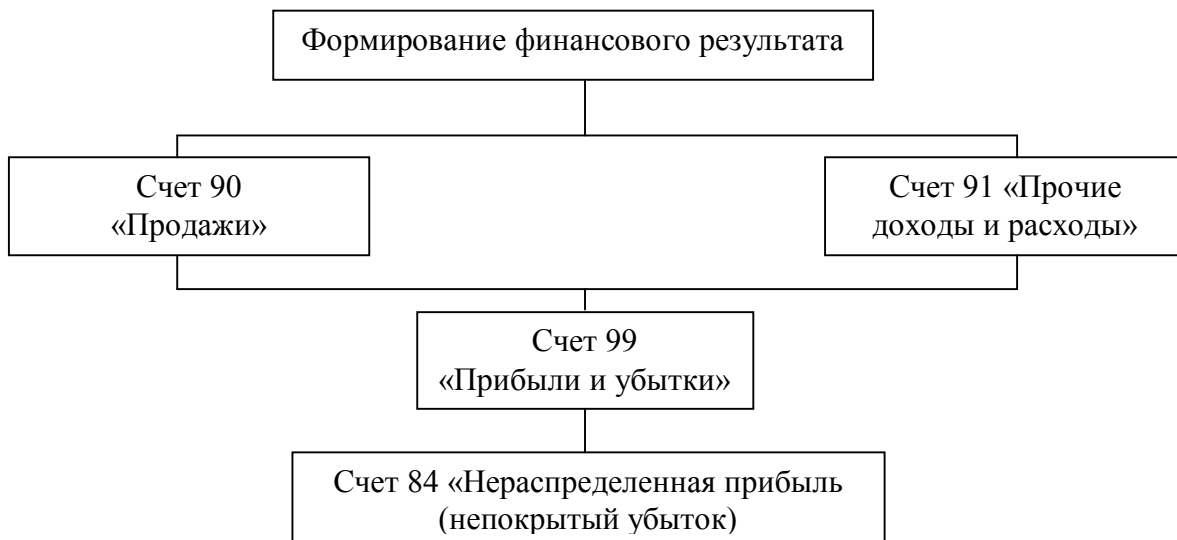 Формирование финансового результата
Счет 90
«Продажи»
Счет 91 «Прочие
доходы и расходы»
Счет 99
«Прибыли и убытки»
Счет 84 «Нераспределенная прибыль
(непокрытый убыток)